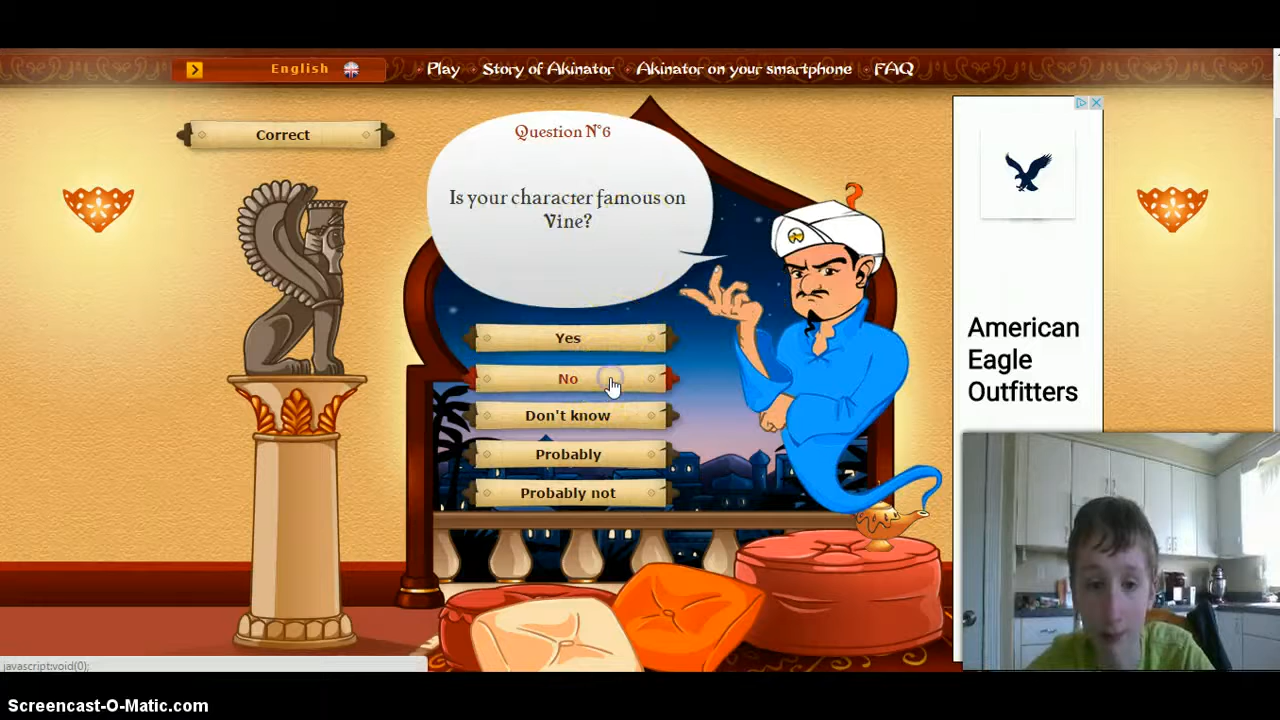 English
· Play · Story of Akinator · Akinator on your smartphone · FAQ
Correct
Question N°6
Is your character famous on
Vine?
Yes
No
Don't know
Probably
Probably not
American
Eagle
Outfitters
javascript:void(0);
Screencast-O-Matic.com